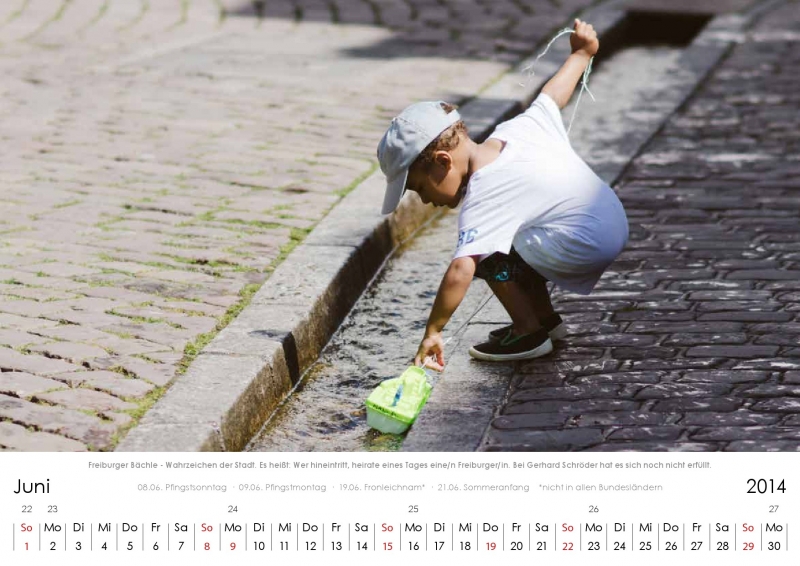 BE
Freiburger Bächle - Wahrzeichen der Stadt. Es heißt: Wer hineintritt, heirate eines Tages eine/n Freiburger/in. Bei Gerhard Schröder hat es sich noch nicht erfüllt.
Juni 08.06. Pfingstsonntag · 09.06. Pfingstmontag · 19.06. Fronleichnam* · 21.06. Sommeranfang *nicht in allen Bundesländern 2014
22 23 24 25 26 27
So Mo Di Mi Do Fr Sa So Mo Di Mi Do Fr Sa So Mo Di Mi Do Fr Sa So Mo Di Mi Do Fr Sa So Mo
1 2 3 4 5 6 7 8 9 10 11 12 13 14 15 16 17 18 19 20 21 22 23 24 25 26 27 28 29 30